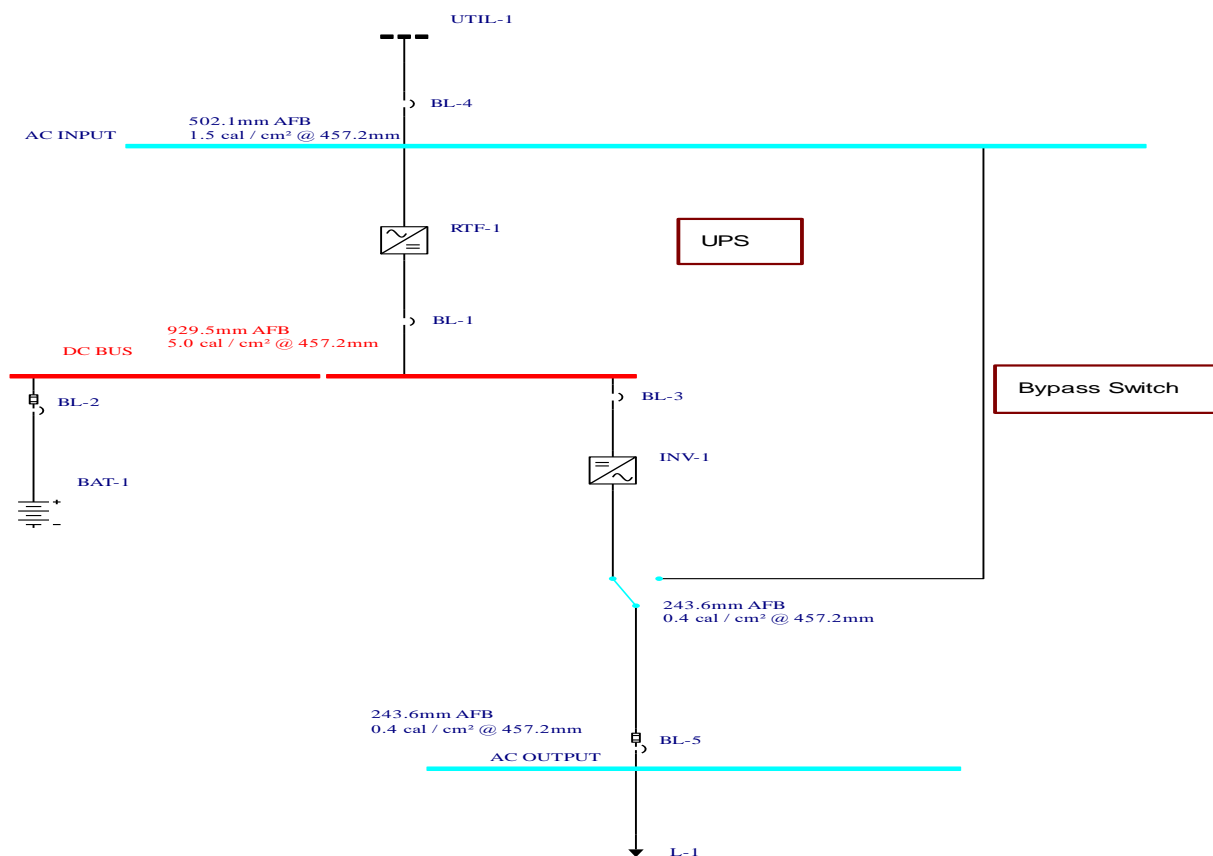 UTIL-1
BL-4
502.1mm AFB
1.5 cal / cm² @ 457.2mm
AC INPUT
RTF-1
UPS
BL-1
929.5mm AFB
5.0 cal / cm² @ 457.2mm
DC BUS
BL-2
BL-3
Bypass Switch
INV-1
BAT-1
+
−
243.6mm AFB
0.4 cal / cm² @ 457.2mm
243.6mm AFB
0.4 cal / cm² @ 457.2mm
BL-5
AC OUTPUT
L-1